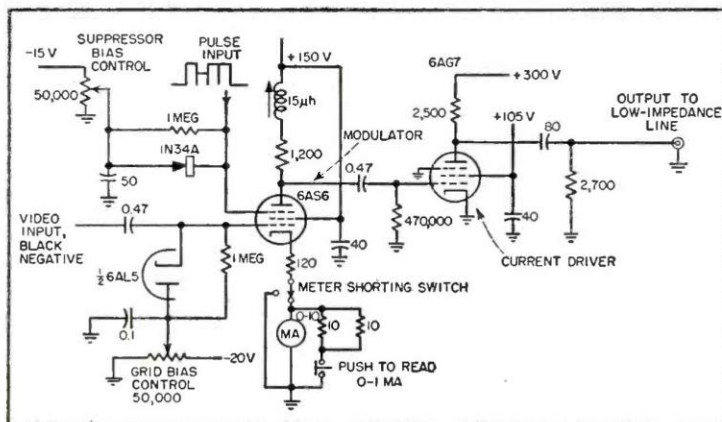 SUPPRESSOR
BIAS
CONTROL
-15V
50,000
PULSE
INPUT
1 MEG
1N34A
50
+150 V
15µh
1,200
MODULATOR
0.47
6AS6
6AG7
+300 V
2,500
+105 V
80
OUTPUT TO
LOW-IMPEDANCE
LINE
2,700
470,000
40
40
CURRENT DRIVER
VIDEO
INPUT,
BLACK
NEGATIVE
0.47
½6AL5
1 MEG
120
METER SHORTING SWITCH
0-10
MA
10
10
PUSH TO READ
0-1 MA
0.1
-20V
GRID BIAS
CONTROL
50,000